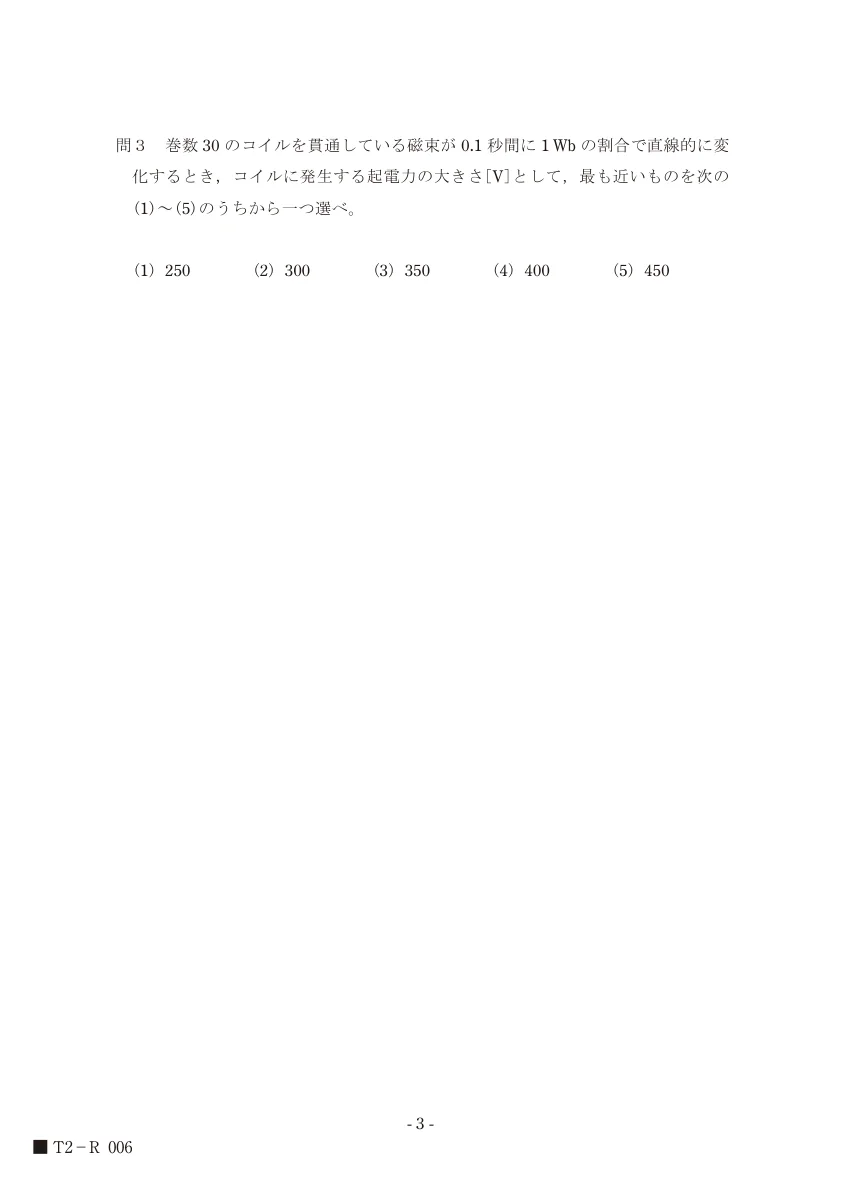 問３　巻数 30 のコイルを貫通している磁束が 0.1 秒間に 1 Wb の割合で直線的に変
化するとき，コイルに発生する起電力の大きさ[V]として，最も近いものを次の
(1)～(5)のうちから一つ選べ。
(1) 250　(2) 300　(3) 350　(4) 400　(5) 450
- 3 -
■ T2－R 006